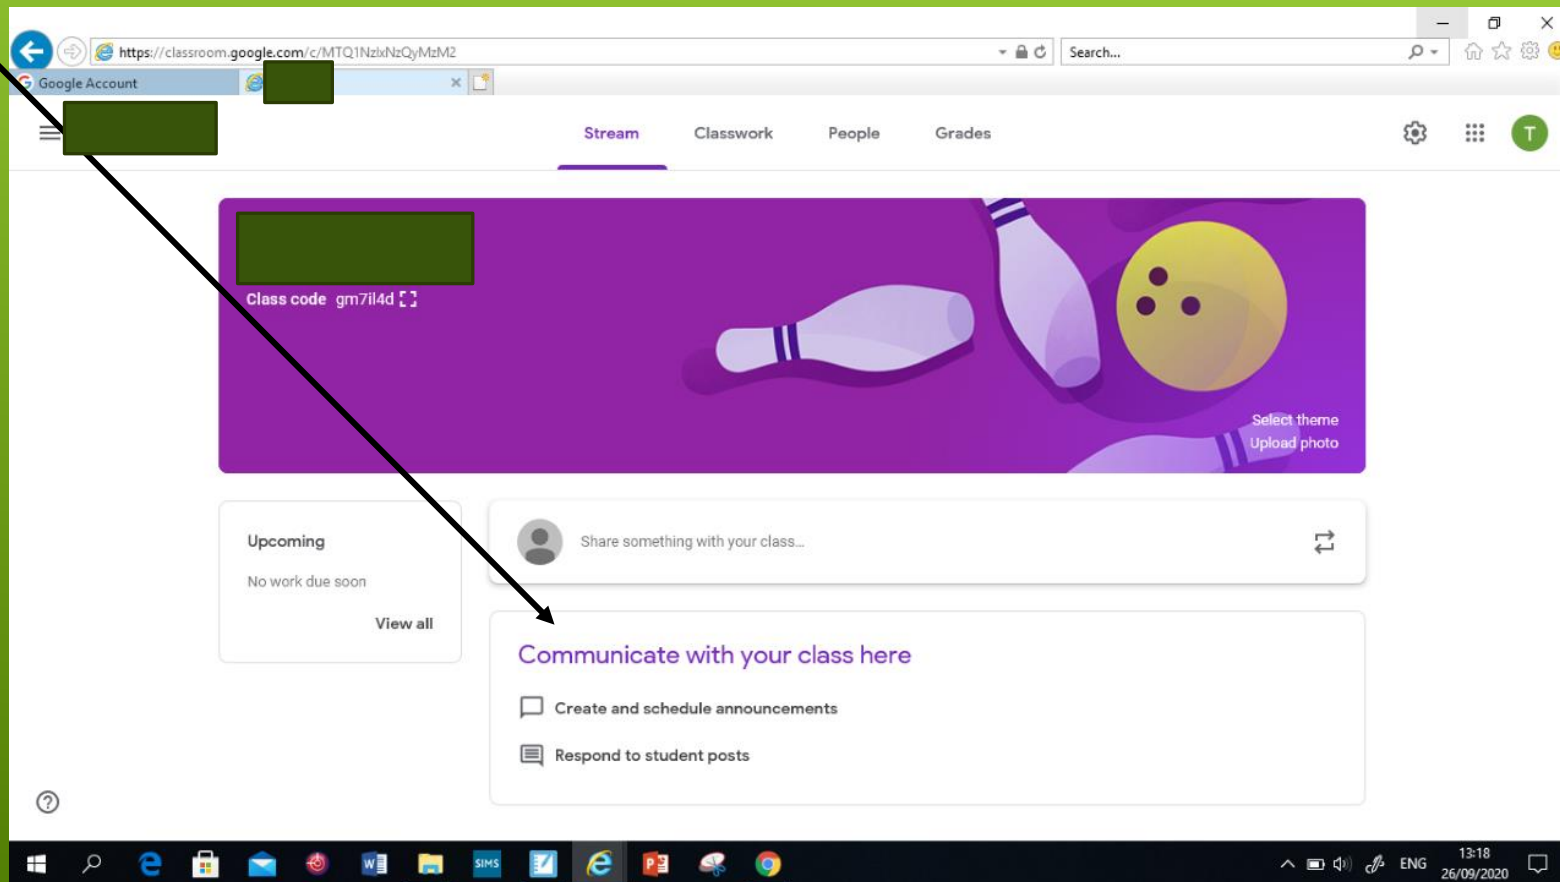 https://classroom.google.com/c/MTQ1NzIxNzQyMzM2
Search...
Google Account
Stream Classwork People Grades
T
Class code gm7il4d
Select theme
Upload photo
Upcoming
No work due soon
View all
Share something with your class...
Communicate with your class here
Create and schedule announcements
Respond to student posts
SIMS
ENG
13:18
26/09/2020